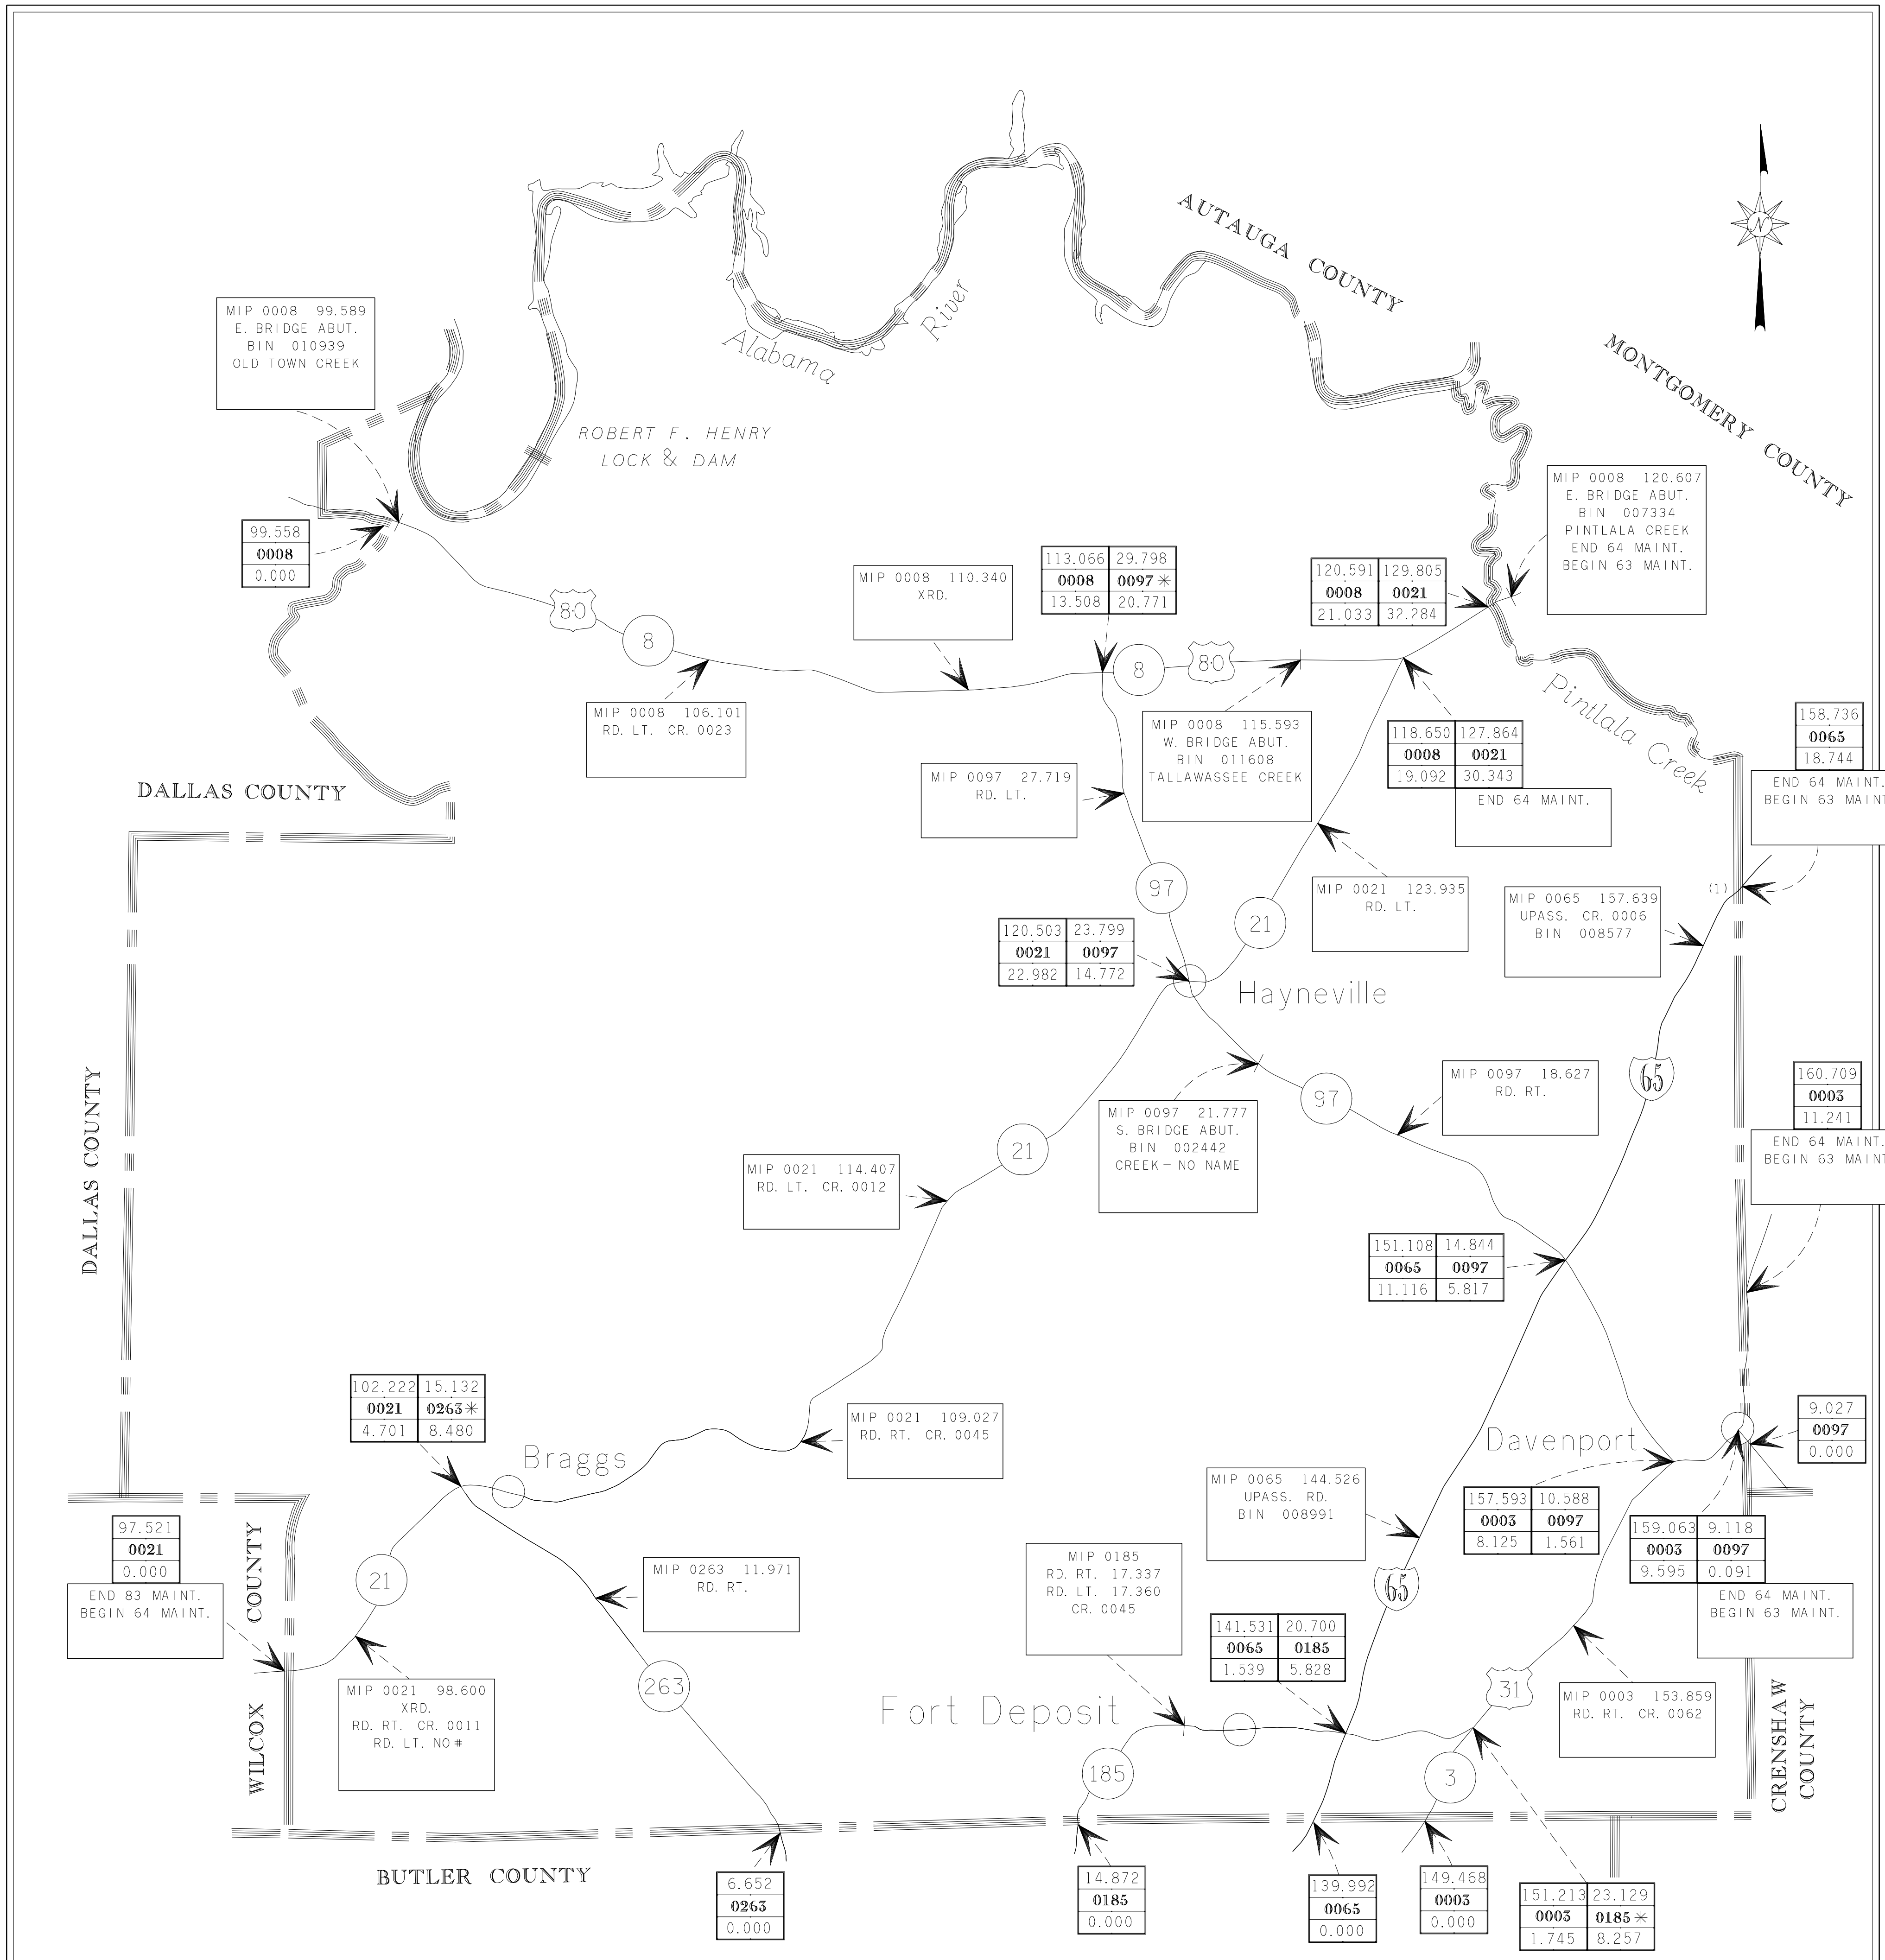 AUTAUGA COUNTY
N
MONTGOMERY COUNTY
Alabama River
MIP 0008 99.589
E. BRIDGE ABUT.
BIN 010939
OLD TOWN CREEK
ROBERT F. HENRY
LOCK & DAM
99.558
0008
0.000
80
8
MIP 0008 106.101
RD. LT. CR. 0023
MIP 0008 110.340
XRD.
113.066 29.798
0008 0097 *
13.508 20.771
8
80
MIP 0008 115.593
W. BRIDGE ABUT.
BIN 011608
TALLAWASSEE CREEK
120.591 129.805
0008 0021
21.033 32.284
MIP 0008 120.607
E. BRIDGE ABUT.
BIN 007334
PINTLALA CREEK
END 64 MAINT.
BEGIN 63 MAINT.
118.650 127.864
0008 0021
19.092 30.343
END 64 MAINT.
Pintlala Creek
158.736
0065
18.744
END 64 MAINT.
BEGIN 63 MAINT
DALLAS COUNTY
MIP 0097 27.719
RD. LT.
97
21
MIP 0021 123.935
RD. LT.
(1)
MIP 0065 157.639
UPASS. CR. 0006
BIN 008577
120.503 23.799
0021 0097
22.982 14.772
Hayneville
65
97
MIP 0097 18.627
RD. RT.
MIP 0097 21.777
S. BRIDGE ABUT.
BIN 002442
CREEK – NO NAME
160.709
0003
11.241
END 64 MAINT.
BEGIN 63 MAINT
DALLAS COUNTY
21
MIP 0021 114.407
RD. LT. CR. 0012
151.108 14.844
0065 0097
11.116 5.817
102.222 15.132
0021 0263 *
4.701 8.480
Braggs
MIP 0021 109.027
RD. RT. CR. 0045
Davenport
9.027
0097
0.000
MIP 0065 144.526
UPASS. RD.
BIN 008991
157.593 10.588
0003 0097
8.125 1.561
159.063 9.118
0003 0097
9.595 0.091
END 64 MAINT.
BEGIN 63 MAINT.
97.521
0021
0.000
END 83 MAINT.
BEGIN 64 MAINT.
WILCOX COUNTY
21
MIP 0263 11.971
RD. RT.
263
MIP 0021 98.600
XRD.
RD. RT. CR. 0011
RD. LT. NO #
MIP 0185
RD. RT. 17.337
RD. LT. 17.360
CR. 0045
65
141.531 20.700
0065 0185
1.539 5.828
Fort Deposit
185
31
3
MIP 0003 153.859
RD. RT. CR. 0062
CRENSHAW
COUNTY
BUTLER COUNTY
6.652
0263
0.000
14.872
0185
0.000
139.992
0065
0.000
149.468
0003
0.000
151.213 23.129
0003 0185 *
1.745 8.257